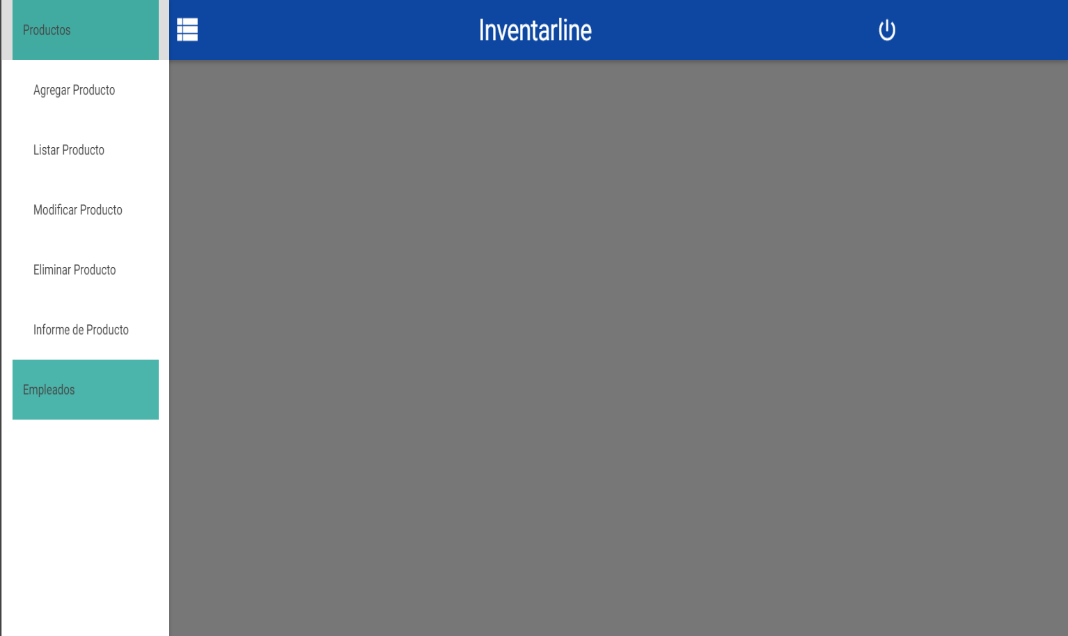 Productos
Inventarline
Agregar Producto
Listar Producto
Modificar Producto
Eliminar Producto
Informe de Producto
Empleados